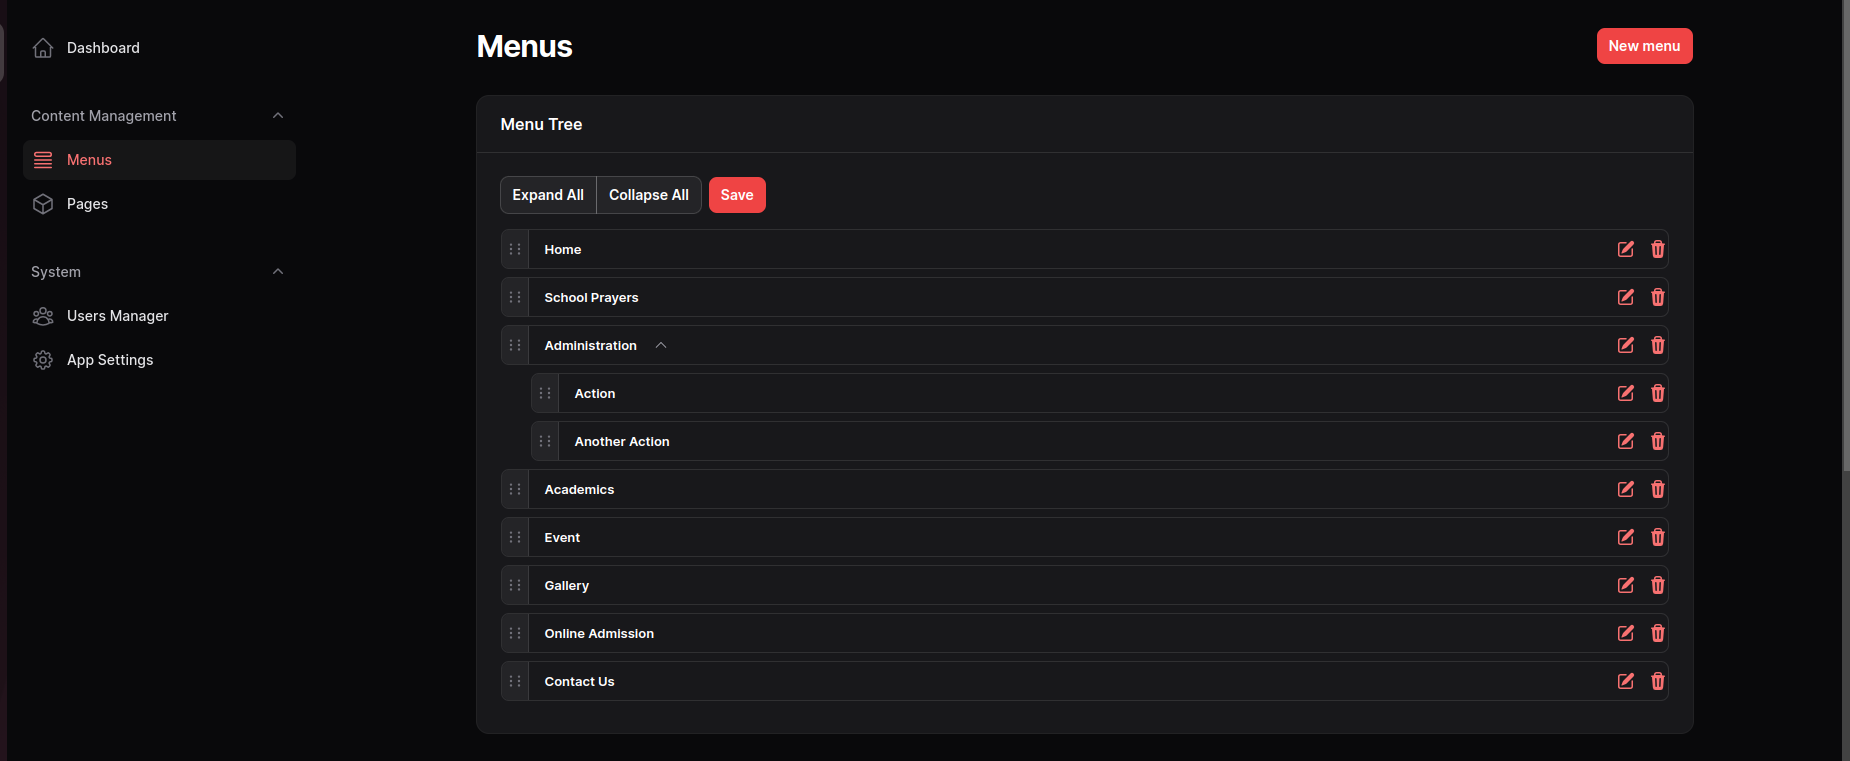 Dashboard
Content Management
Menus
Pages
System
Users Manager
App Settings
Menus
New menu
Menu Tree
Expand All
Collapse All
Save
Home
School Prayers
Administration
Action
Another Action
Academics
Event
Gallery
Online Admission
Contact Us